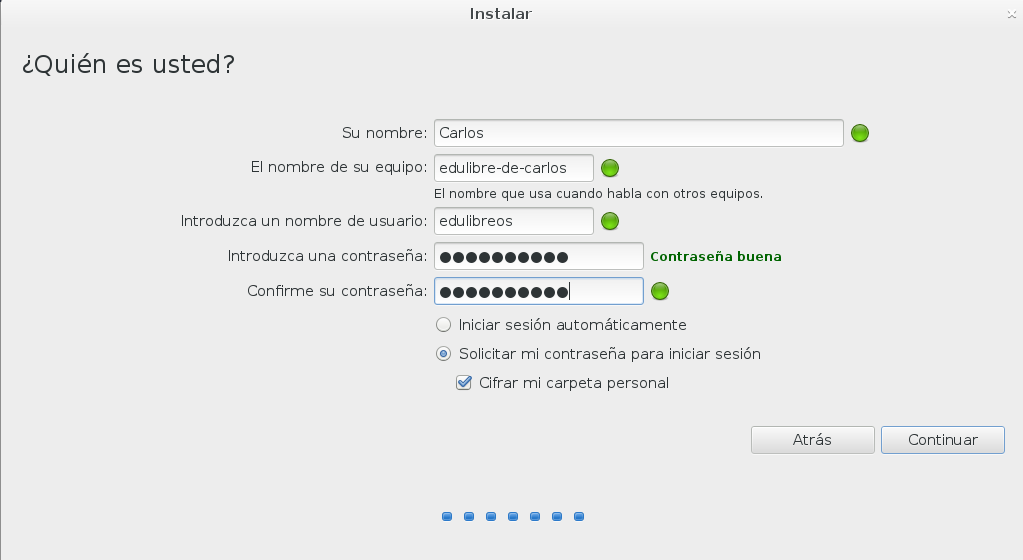 Instalar
¿Quién es usted?
Su nombre: Carlos
El nombre de su equipo: edulibre-de-carlos
El nombre que usa cuando habla con otros equipos.
Introduzca un nombre de usuario: edulibreos
Introduzca una contraseña: ●●●●●●●●●● Contraseña buena
Confirme su contraseña: ●●●●●●●●●●
Iniciar sesión automáticamente
Solicitar mi contraseña para iniciar sesión
Cifrar mi carpeta personal
Atrás Continuar